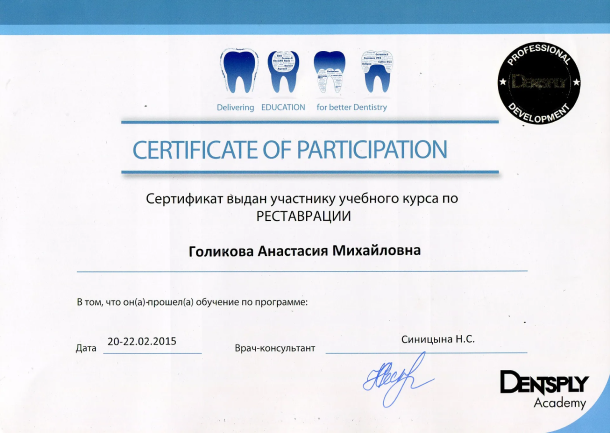 Delivering EDUCATION for better Dentistry
PROFESSIONAL
DENTSPLY
DEVELOPMENT
CERTIFICATE OF PARTICIPATION
Сертификат выдан участнику учебного курса по
РЕСТАВРАЦИИ
Голикова Анастасия Михайловна
В том, что он(а) прошел(а) обучение по программе:
Дата 20-22.02.2015 Врач-консультант Синицына Н.С.
DENTSPLY
Academy